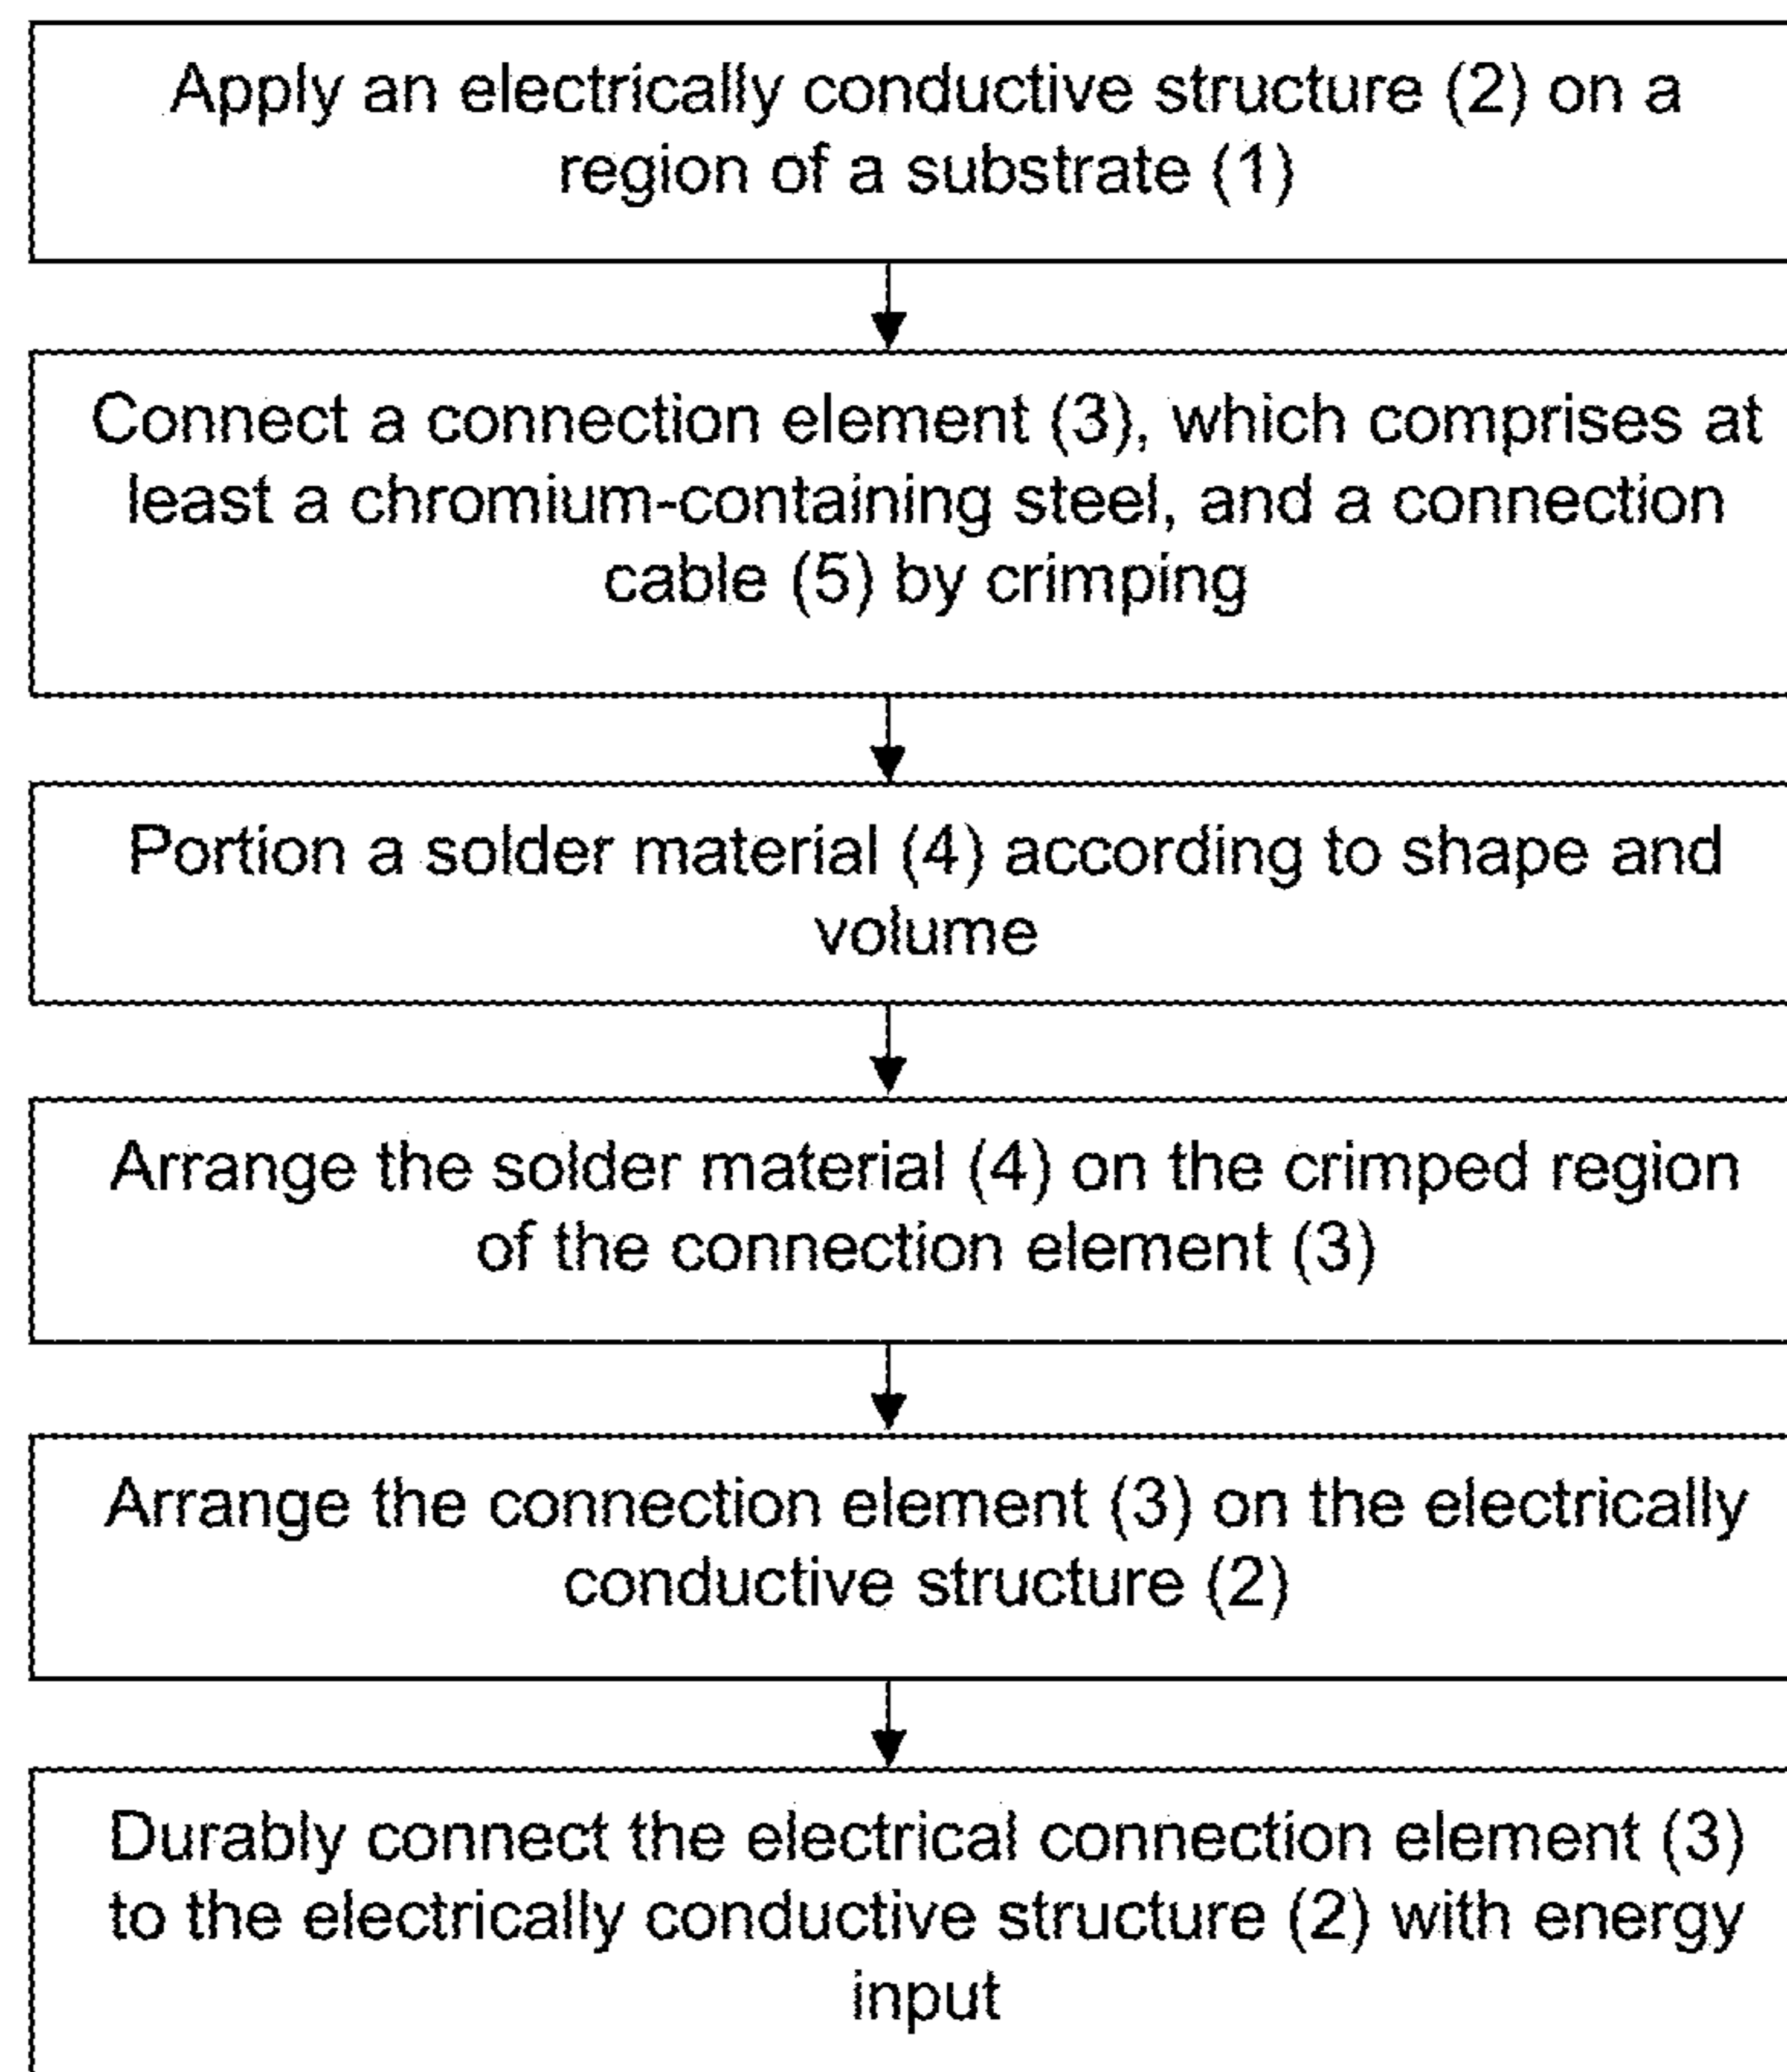 Apply an electrically conductive structure (2) on a
region of a substrate (1)
Connect a connection element (3), which comprises at
least a chromium-containing steel, and a connection
cable (5) by crimping
Portion a solder material (4) according to shape and
volume
Arrange the solder material (4) on the crimped region
of the connection element (3)
Arrange the connection element (3) on the electrically
conductive structure (2)
Durably connect the electrical connection element (3)
to the electrically conductive structure (2) with energy
input